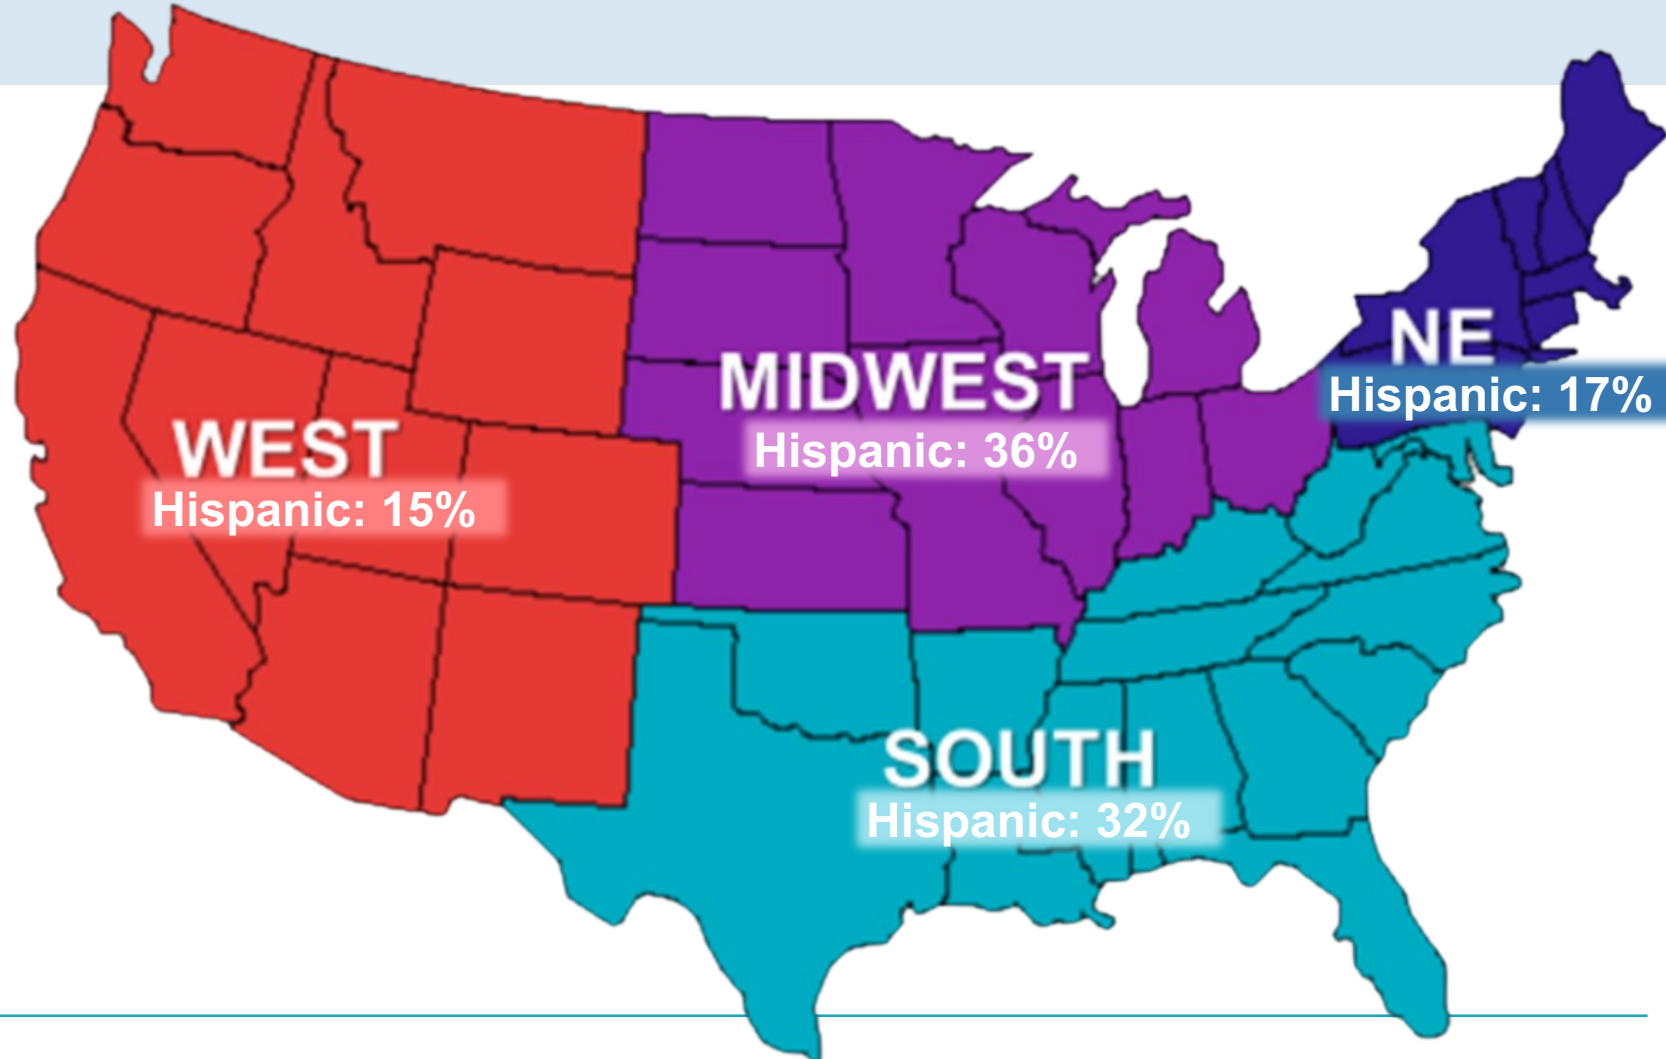 NE
Hispanic: 17%
MIDWEST
Hispanic: 36%
WEST
Hispanic: 15%
SOUTH
Hispanic: 32%